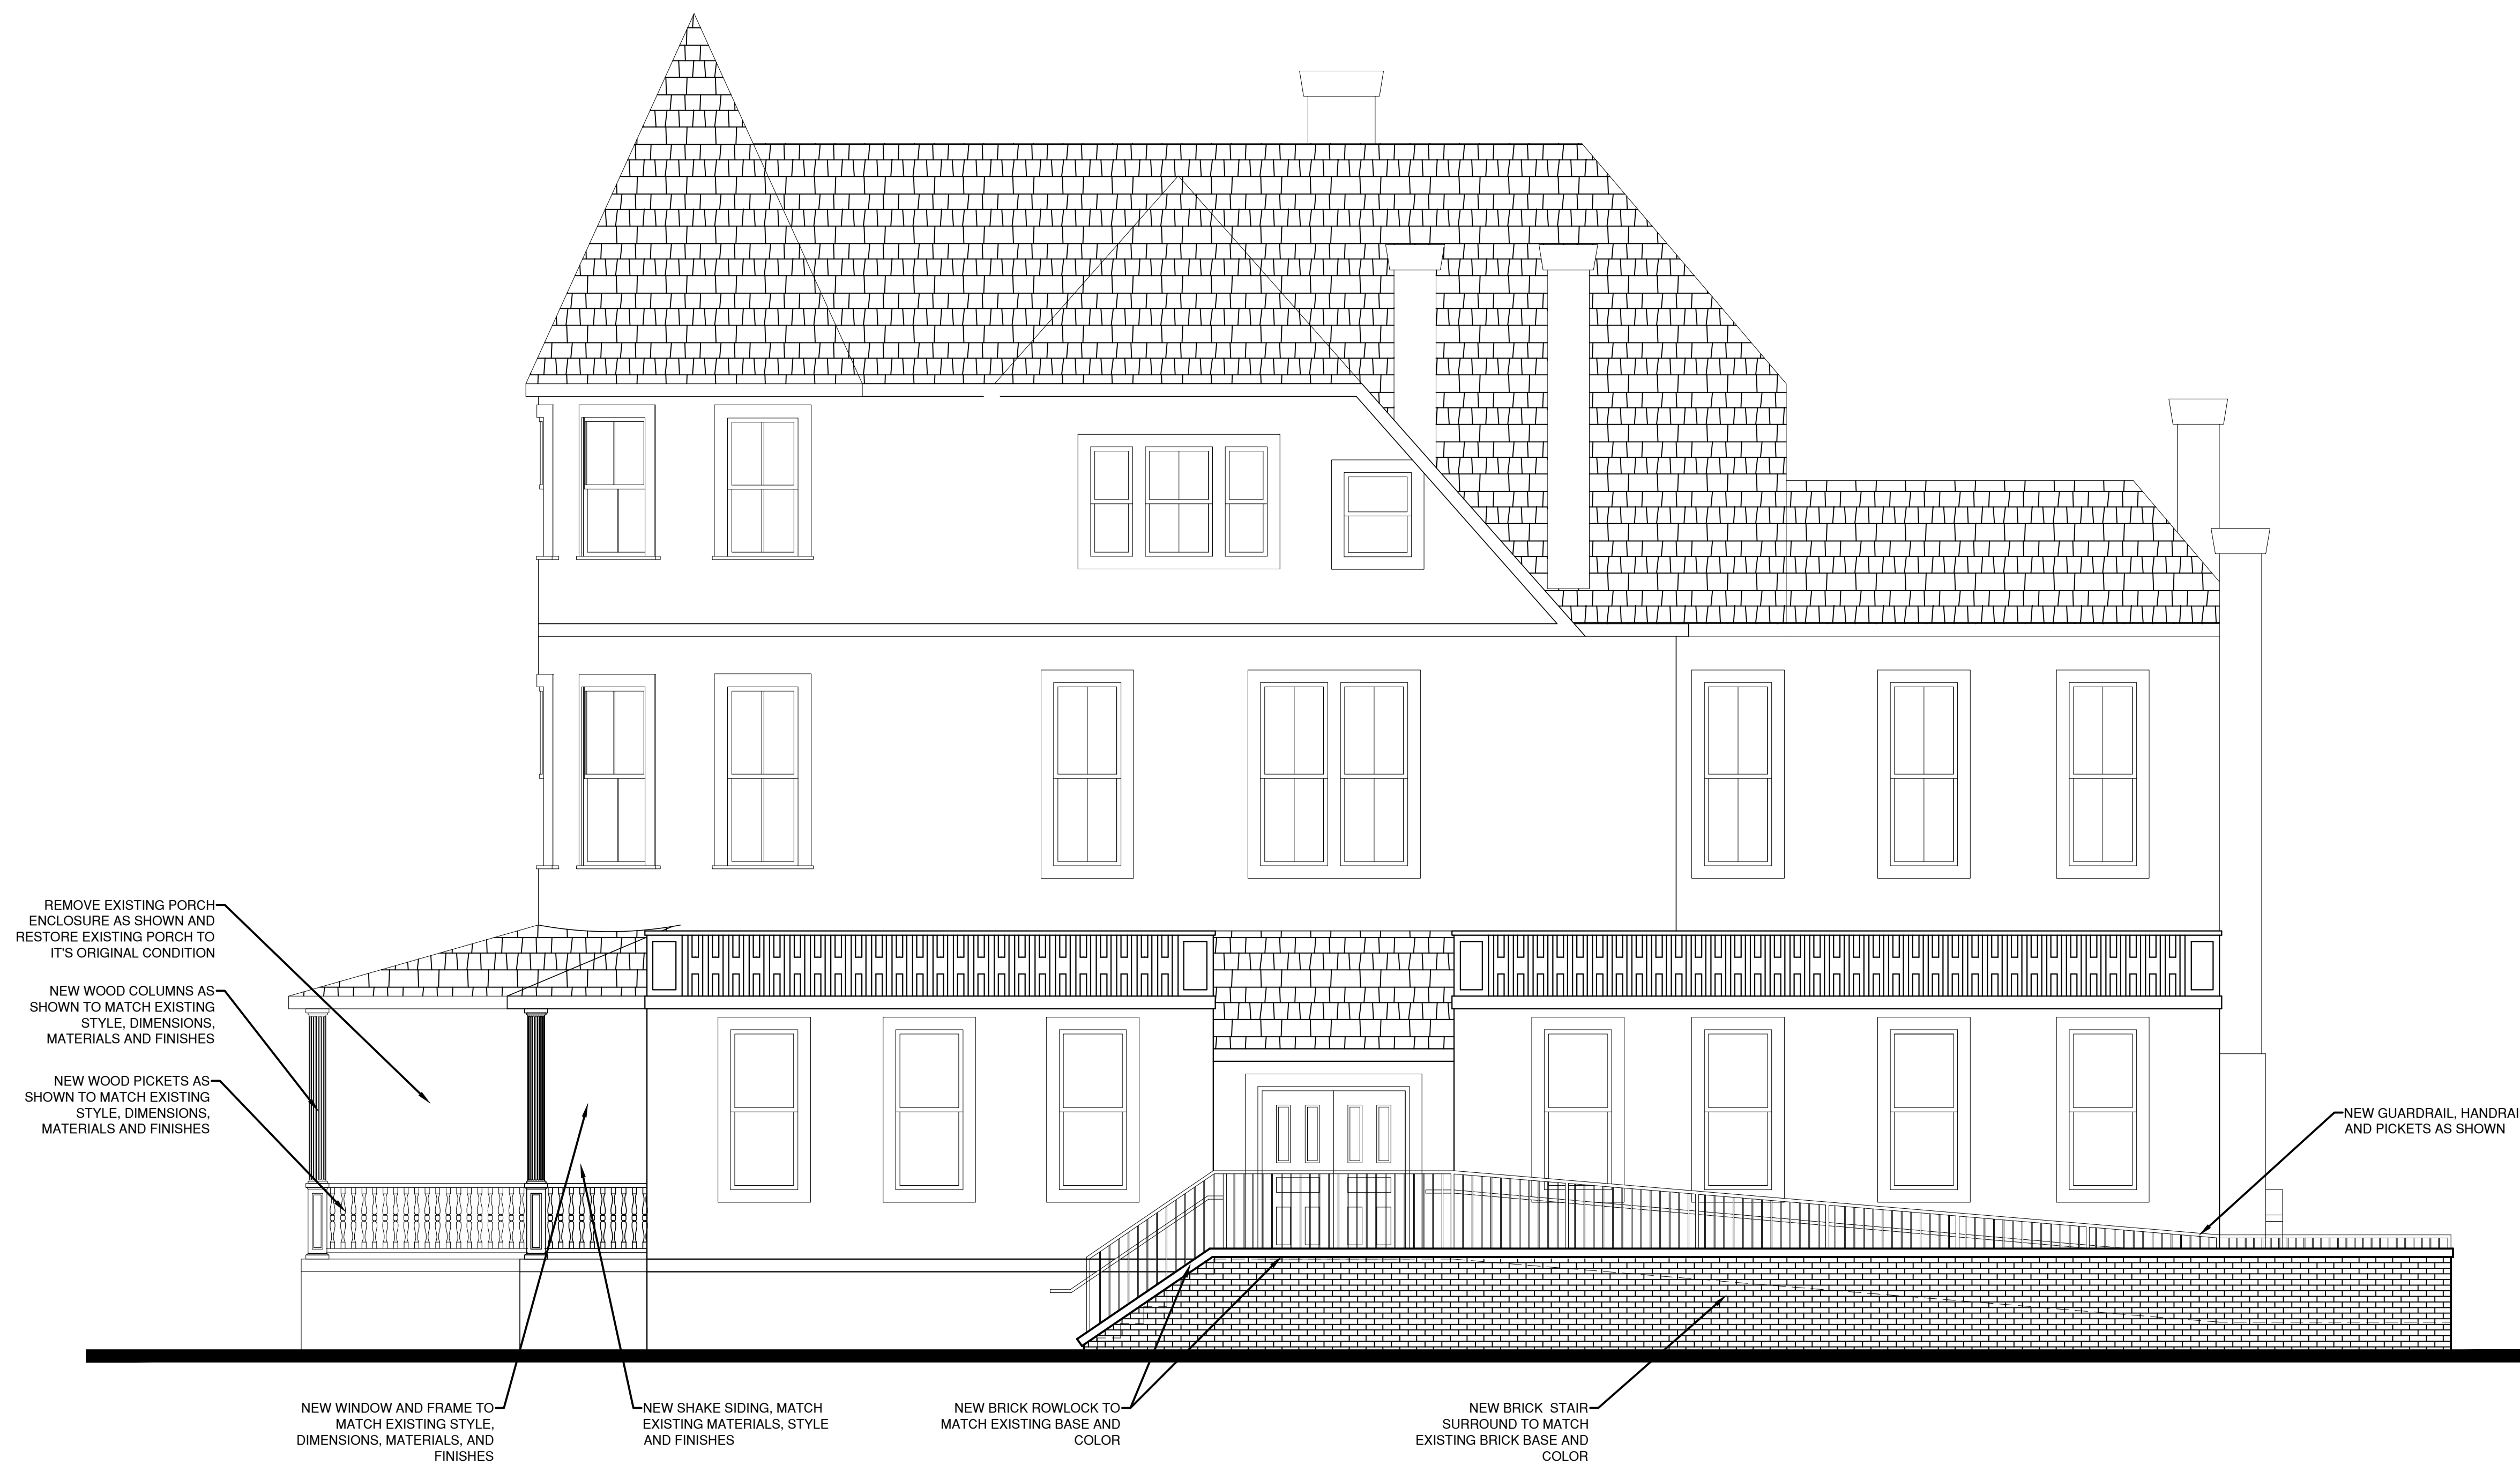 REMOVE EXISTING PORCH
ENCLOSURE AS SHOWN AND
RESTORE EXISTING PORCH TO
IT'S ORIGINAL CONDITION
NEW WOOD COLUMNS AS
SHOWN TO MATCH EXISTING
STYLE, DIMENSIONS,
MATERIALS AND FINISHES
NEW WOOD PICKETS AS
SHOWN TO MATCH EXISTING
STYLE, DIMENSIONS,
MATERIALS AND FINISHES
NEW GUARDRAIL, HANDRAI
AND PICKETS AS SHOWN
NEW WINDOW AND FRAME TO
MATCH EXISTING STYLE,
DIMENSIONS, MATERIALS, AND
FINISHES
NEW SHAKE SIDING, MATCH
EXISTING MATERIALS, STYLE
AND FINISHES
NEW BRICK ROWLOCK TO
MATCH EXISTING BASE AND
COLOR
NEW BRICK STAIR
SURROUND TO MATCH
EXISTING BRICK BASE AND
COLOR